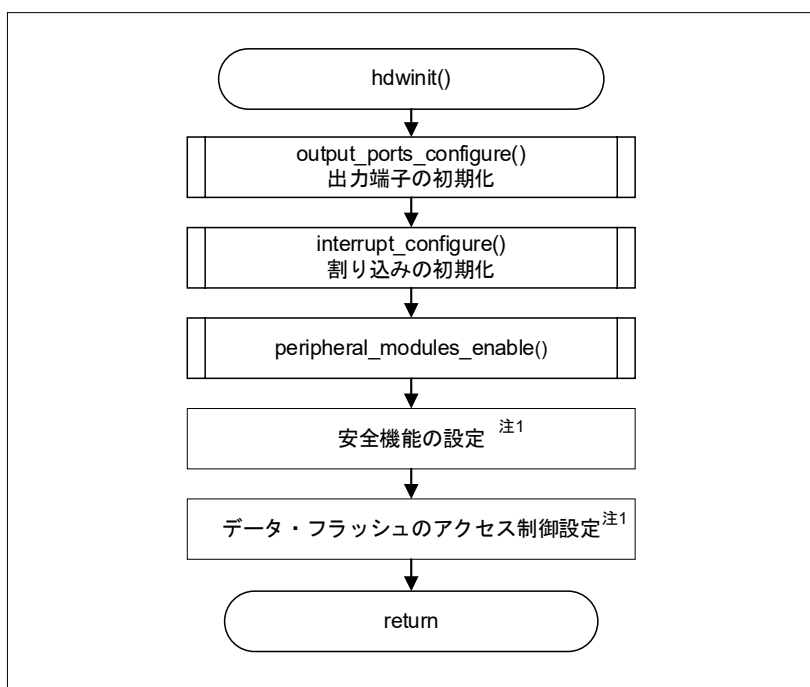 hdwinit()
output_ports_configure()
出力端子の初期化
interrupt_configure()
割り込みの初期化
peripheral_modules_enable()
安全機能の設定 注1
データ・フラッシュのアクセス制御設定注1
return